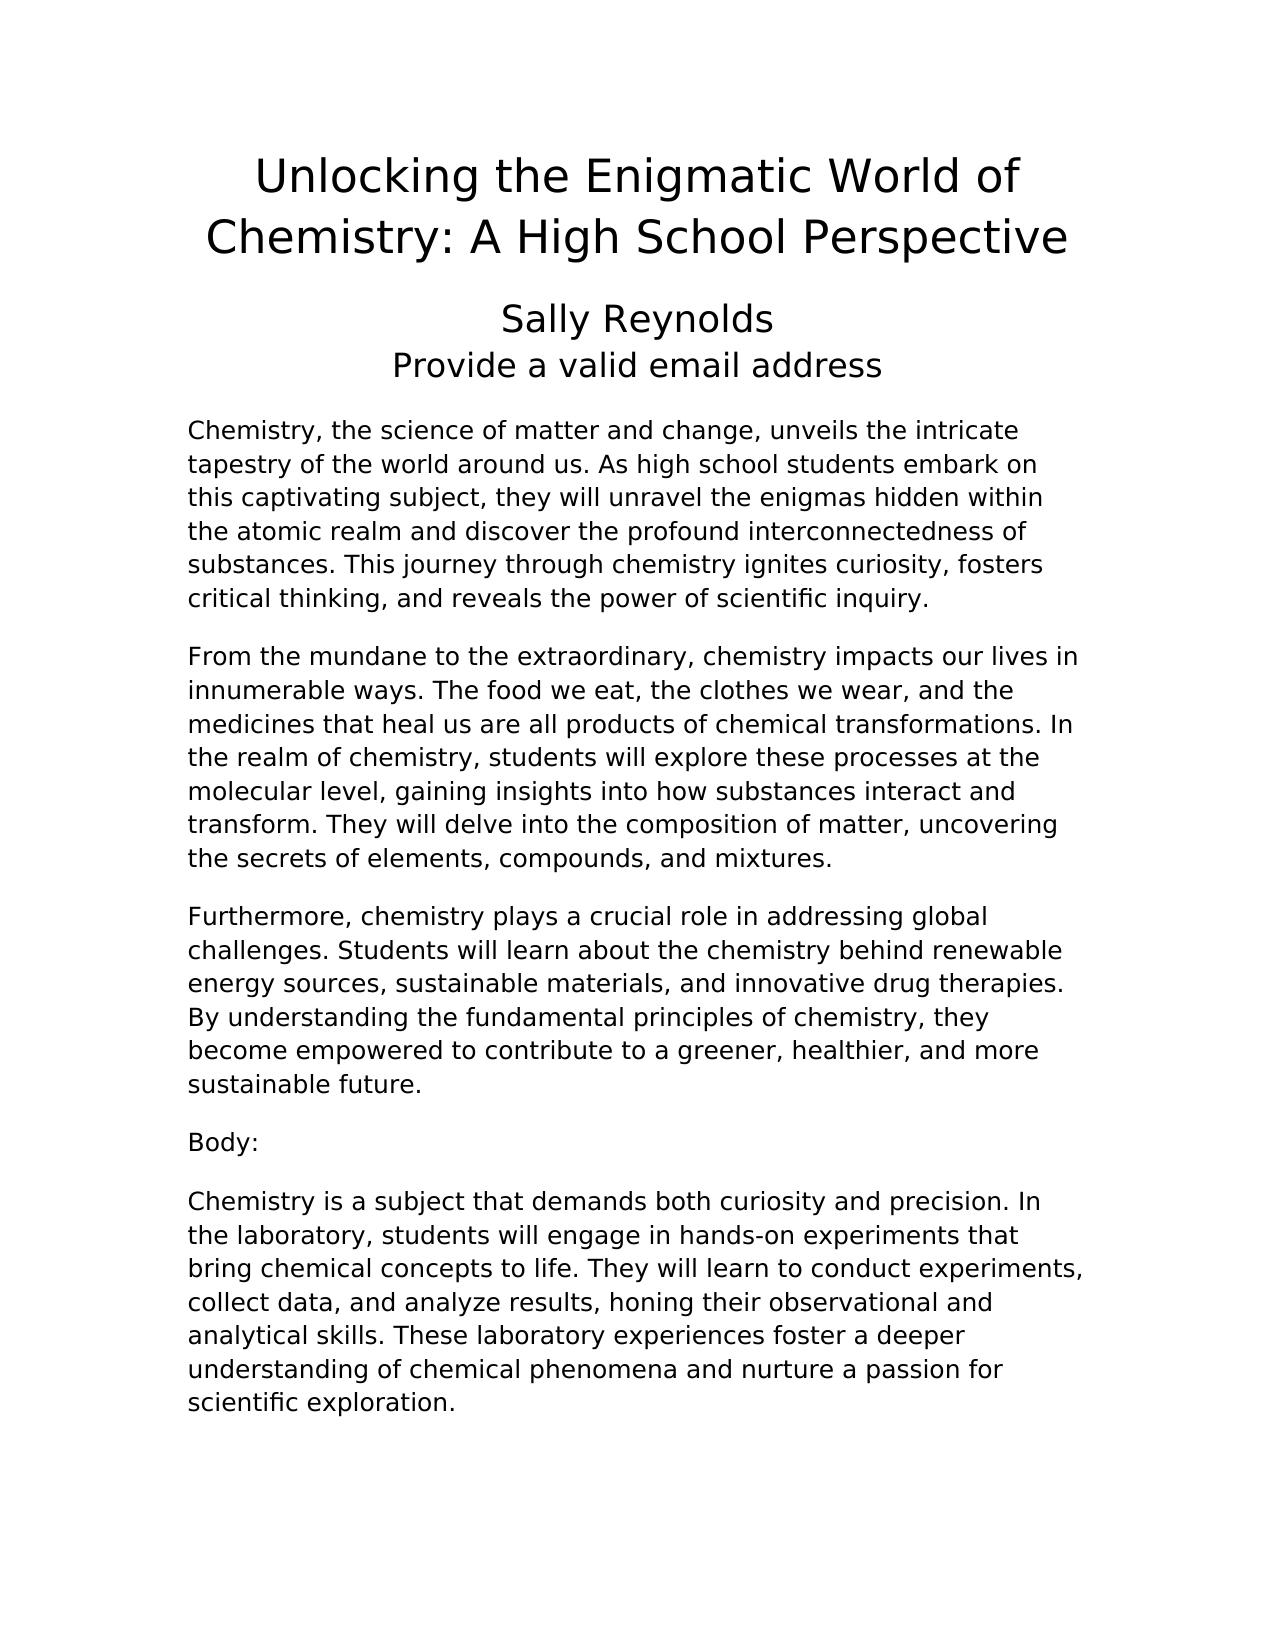 Unlocking the Enigmatic World of
Chemistry: A High School Perspective
Sally Reynolds
Provide a valid email address
Chemistry, the science of matter and change, unveils the intricate
tapestry of the world around us. As high school students embark on
this captivating subject, they will unravel the enigmas hidden within
the atomic realm and discover the profound interconnectedness of
substances. This journey through chemistry ignites curiosity, fosters
critical thinking, and reveals the power of scientific inquiry.
From the mundane to the extraordinary, chemistry impacts our lives in
innumerable ways. The food we eat, the clothes we wear, and the
medicines that heal us are all products of chemical transformations. In
the realm of chemistry, students will explore these processes at the
molecular level, gaining insights into how substances interact and
transform. They will delve into the composition of matter, uncovering
the secrets of elements, compounds, and mixtures.
Furthermore, chemistry plays a crucial role in addressing global
challenges. Students will learn about the chemistry behind renewable
energy sources, sustainable materials, and innovative drug therapies.
By understanding the fundamental principles of chemistry, they
become empowered to contribute to a greener, healthier, and more
sustainable future.
Body:
Chemistry is a subject that demands both curiosity and precision. In
the laboratory, students will engage in hands-on experiments that
bring chemical concepts to life. They will learn to conduct experiments,
collect data, and analyze results, honing their observational and
analytical skills. These laboratory experiences foster a deeper
understanding of chemical phenomena and nurture a passion for
scientific exploration.